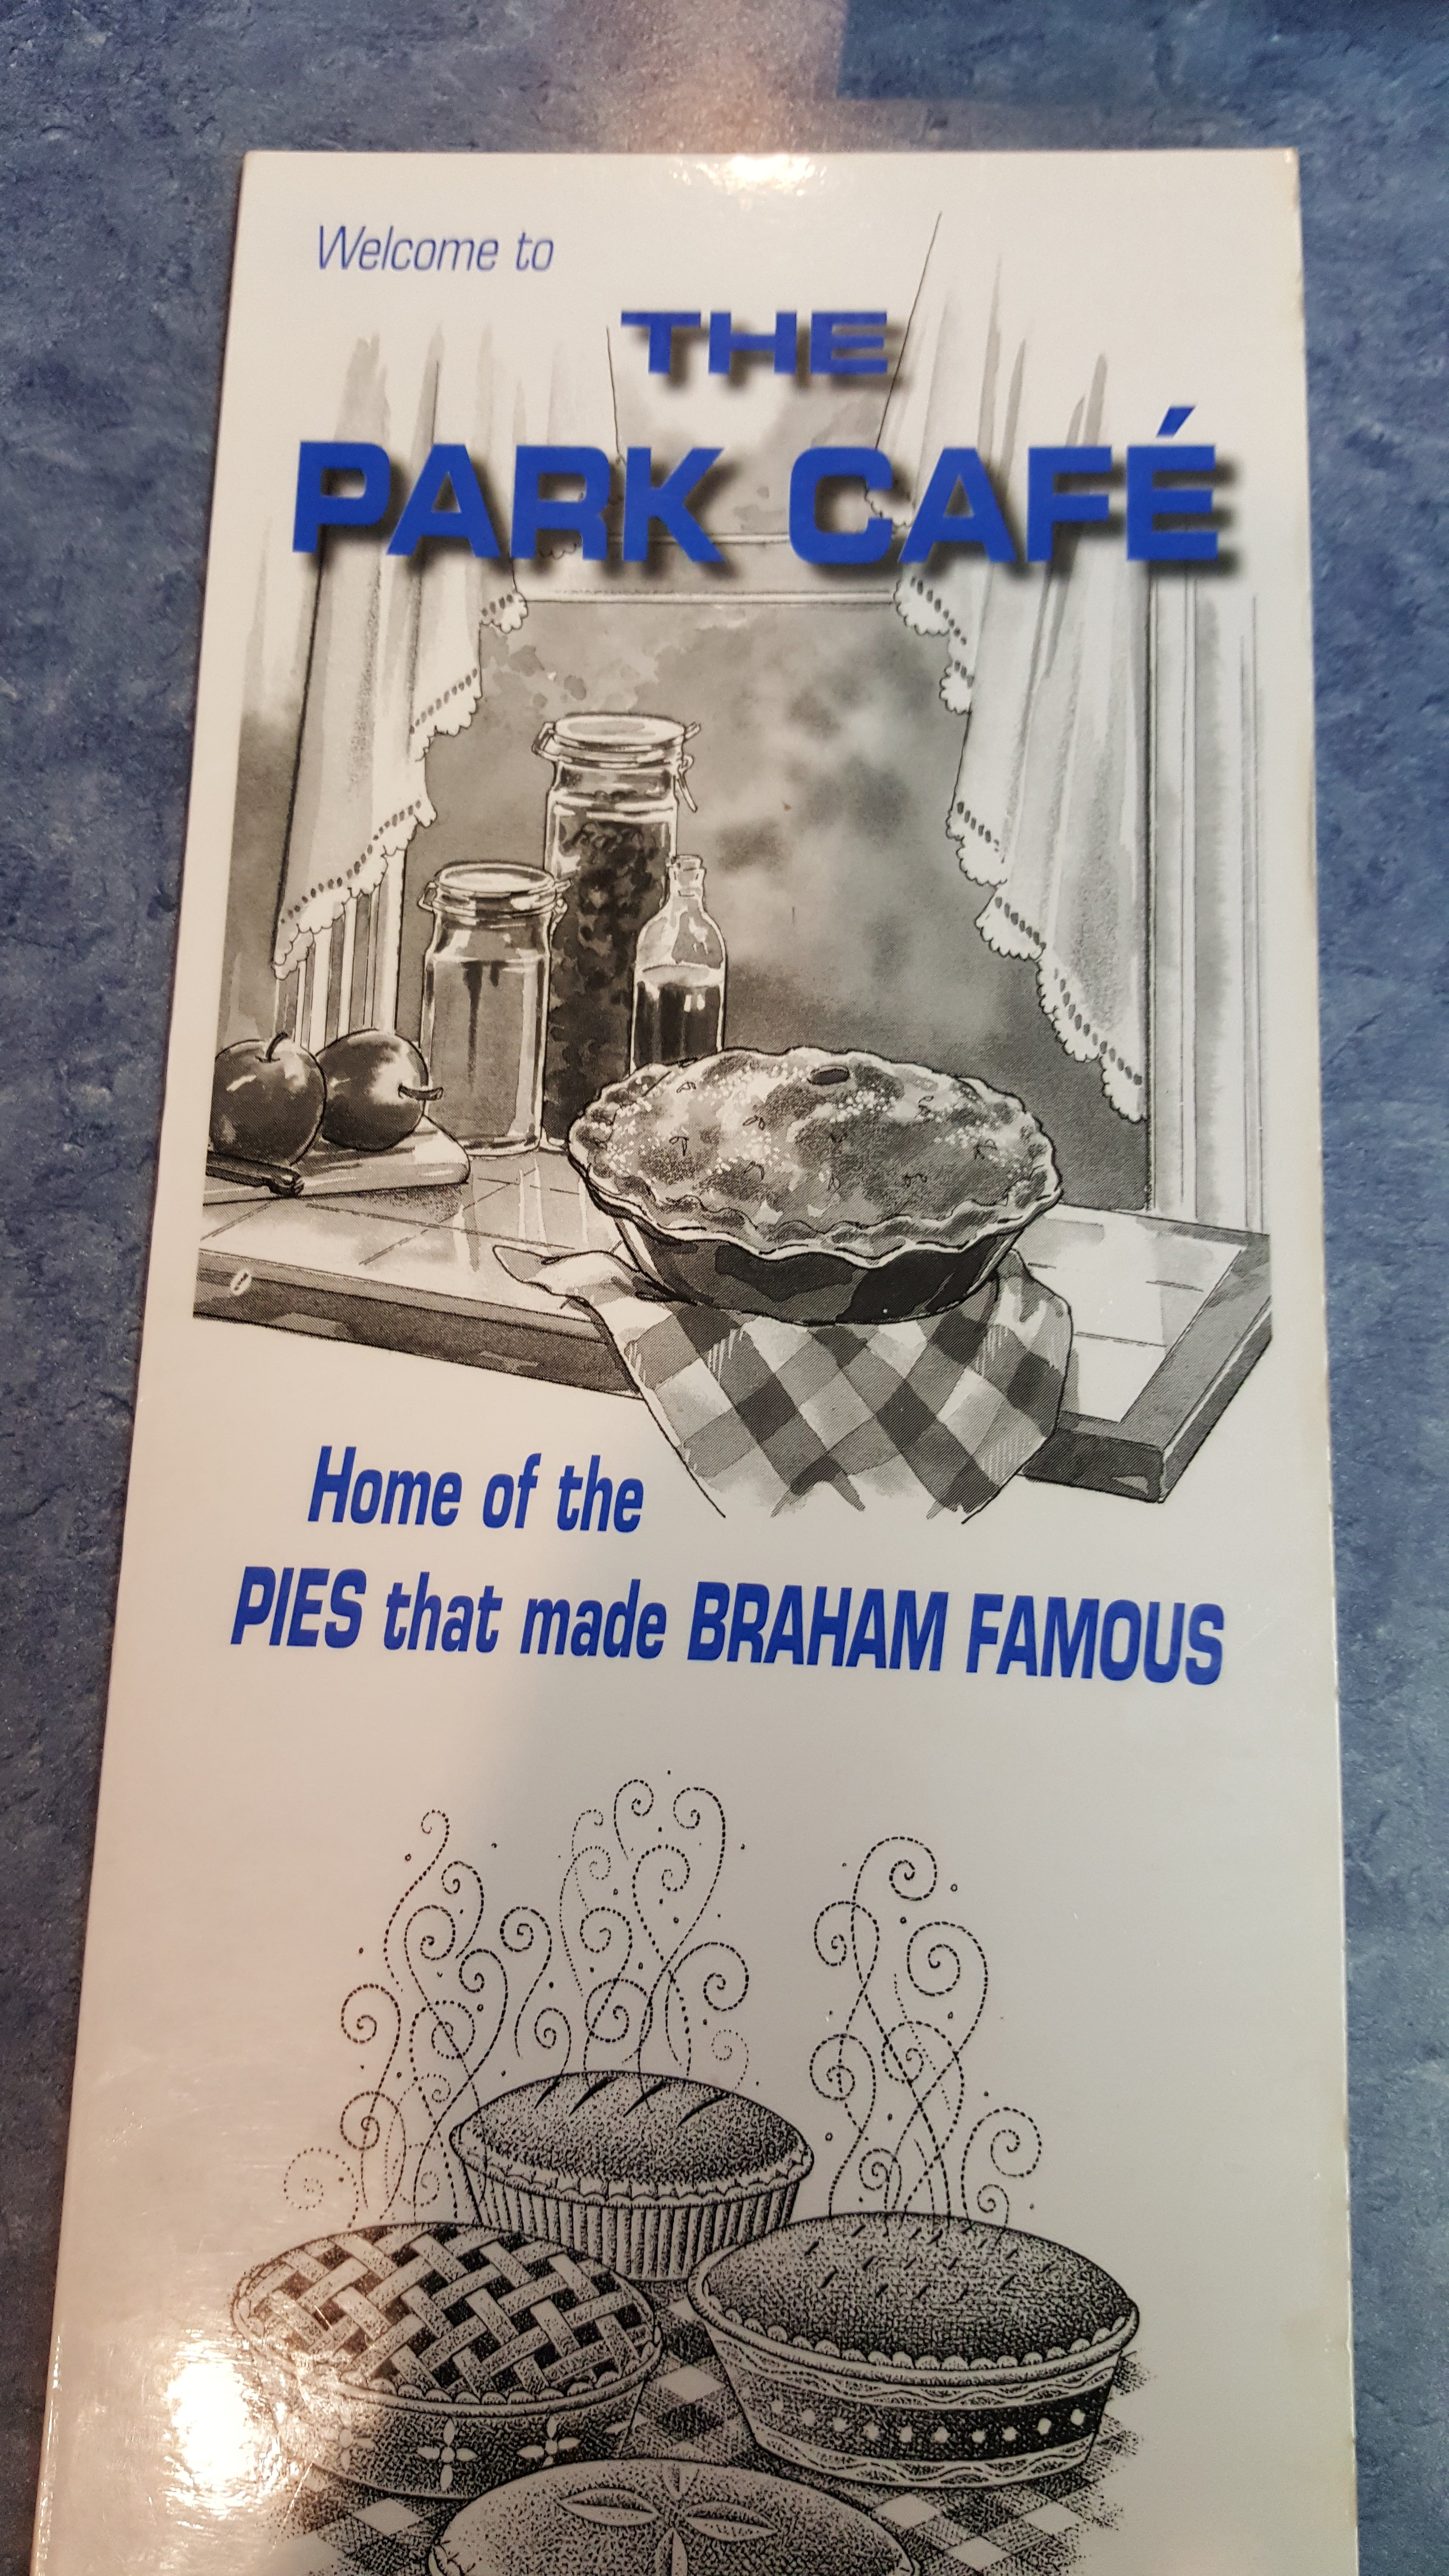 Welcome to
THE
PARK CAFÉ
Home of the
PIES that made BRAHAM FAMOUS